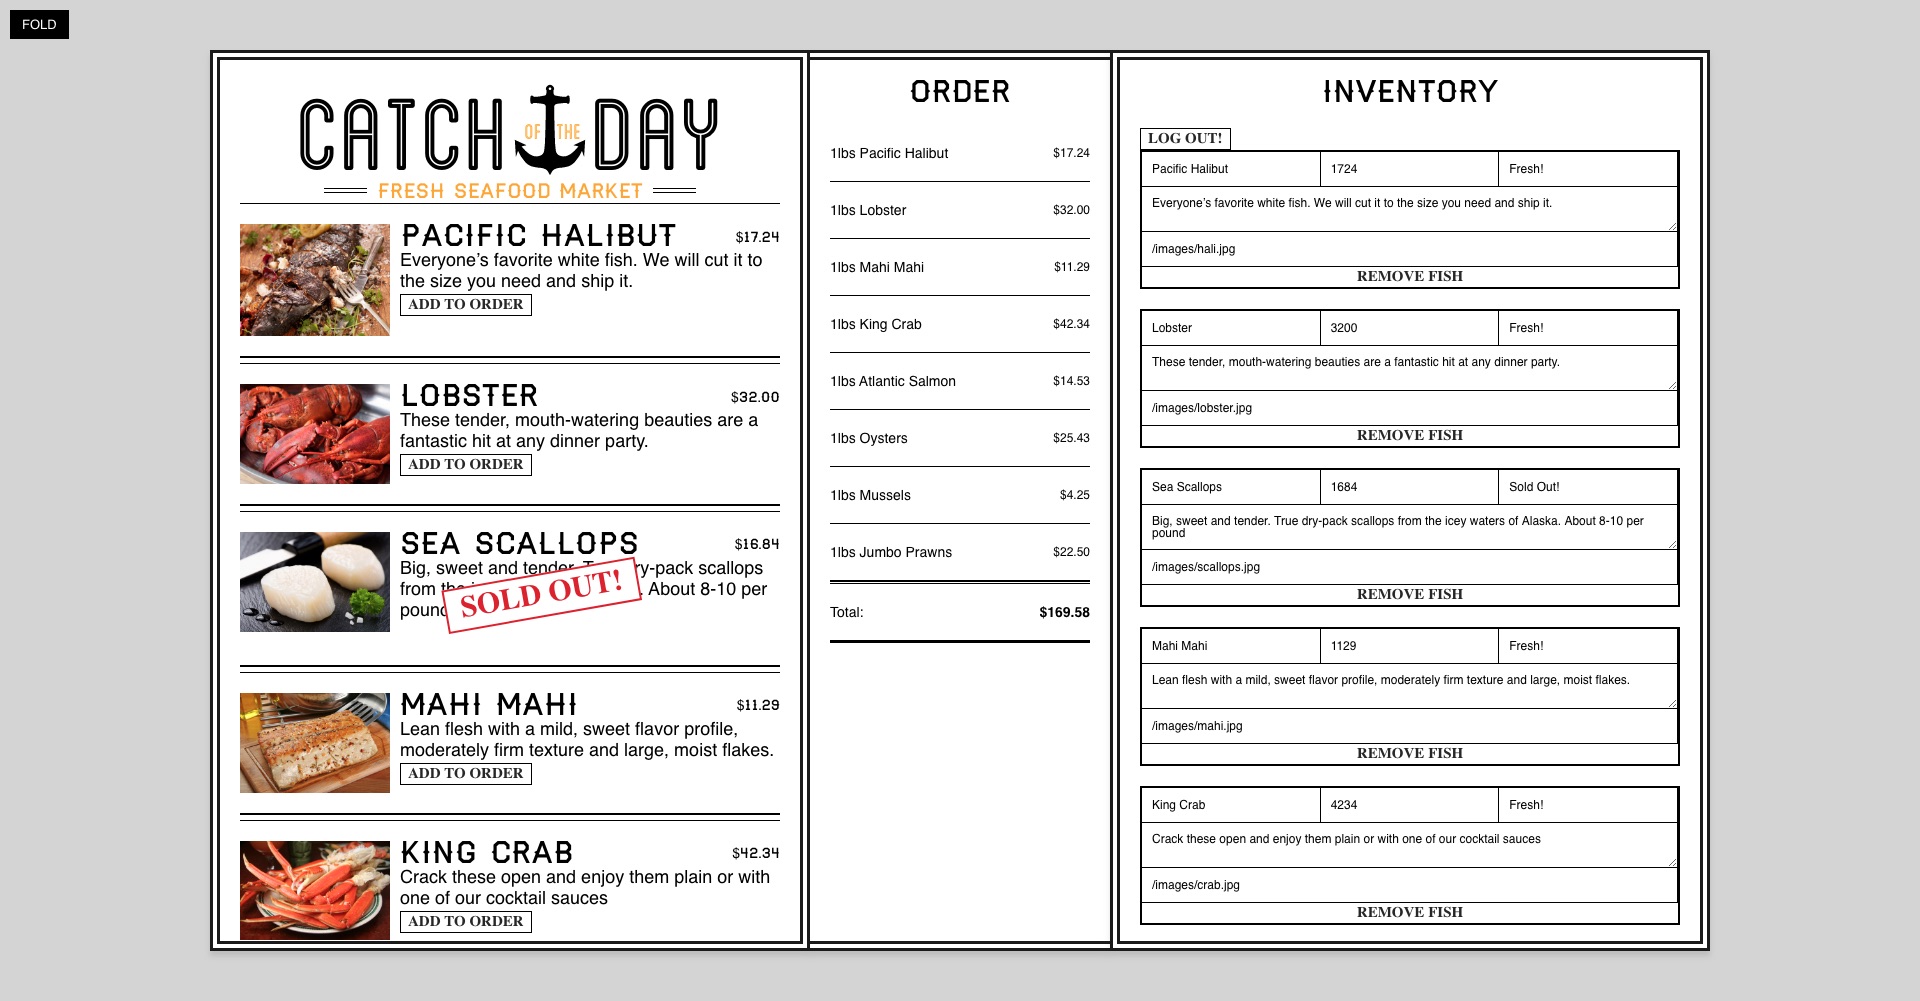 FOLD
CATCH OF THE DAY
FRESH SEAFOOD MARKET
PACIFIC HALIBUT $17.24
Everyone’s favorite white fish. We will cut it to
the size you need and ship it.
ADD TO ORDER
LOBSTER $32.00
These tender, mouth-watering beauties are a
fantastic hit at any dinner party.
ADD TO ORDER
SEA SCALLOPS $16.84
Big, sweet and tender. ry-pack scallops
from . About 8-10 per
SOLD OUT!
MAHI MAHI $11.29
Lean flesh with a mild, sweet flavor profile,
moderately firm texture and large, moist flakes.
ADD TO ORDER
KING CRAB $42.34
Crack these open and enjoy them plain or with
one of our cocktail sauces
ADD TO ORDER
ORDER
1lbs Pacific Halibut $17.24
1lbs Lobster $32.00
1lbs Mahi Mahi $11.29
1lbs King Crab $42.34
1lbs Atlantic Salmon $14.53
1lbs Oysters $25.43
1lbs Mussels $4.25
1lbs Jumbo Prawns $22.50
Total: $169.58
INVENTORY
LOG OUT!
Pacific Halibut 1724 Fresh!
Everyone’s favorite white fish. We will cut it to the size you need and ship it.
/images/hali.jpg
REMOVE FISH
Lobster 3200 Fresh!
These tender, mouth-watering beauties are a fantastic hit at any dinner party.
/images/lobster.jpg
REMOVE FISH
Sea Scallops 1684 Sold Out!
Big, sweet and tender. True dry-pack scallops from the icey waters of Alaska. About 8-10 per
pound
/images/scallops.jpg
REMOVE FISH
Mahi Mahi 1129 Fresh!
Lean flesh with a mild, sweet flavor profile, moderately firm texture and large, moist flakes.
/images/mahi.jpg
REMOVE FISH
King Crab 4234 Fresh!
Crack these open and enjoy them plain or with one of our cocktail sauces
/images/crab.jpg
REMOVE FISH